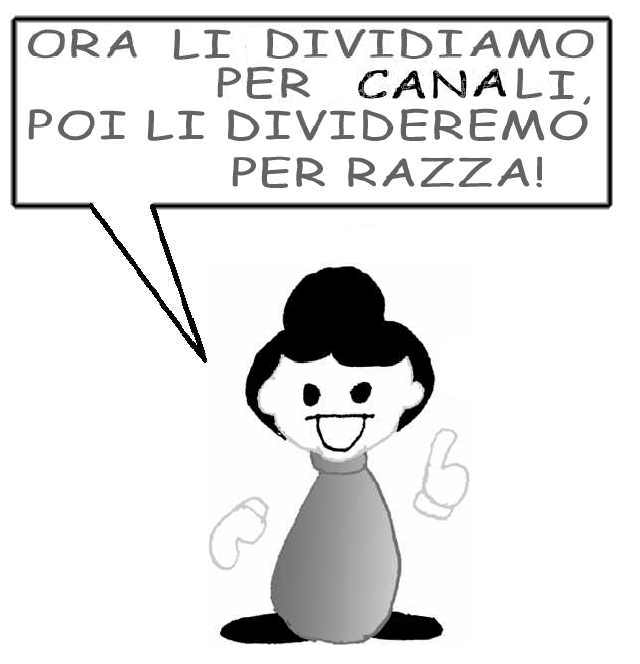 ORA LI DIVIDIAMO
PER CANALI,
POI LI DIVIDEREMO
PER RAZZA!